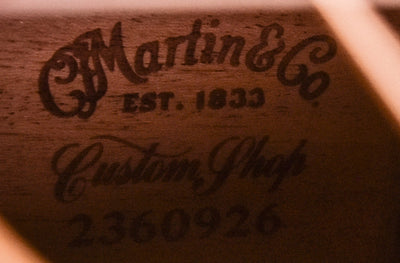 CFMartin & Co.
EST. 1833
Custom Shop
2360926